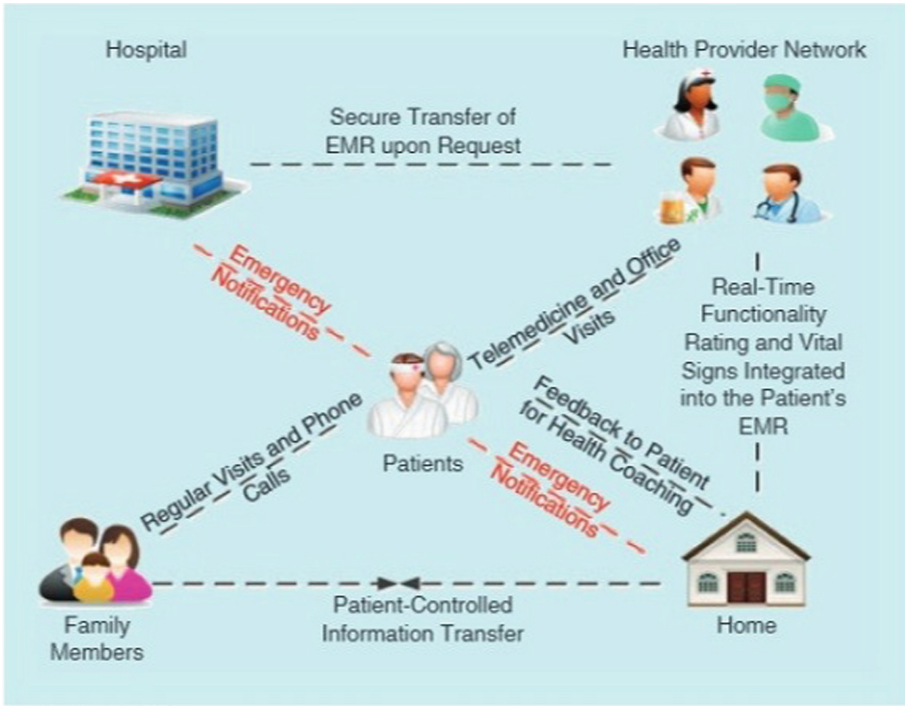 Hospital
Health Provider Network
Secure Transfer of
EMR upon Request
Emergency
Notifications
Telemedicine and Office
Visits
Real-Time
Functionality
Rating and Vital
Signs Integrated
into the Patient's
EMR
Patients
Feedback to Patient
for Health Coaching
Regular Visits and Phone
Calls
Emergency
Notifications
Patient-Controlled
Information Transfer
Family
Members
Home